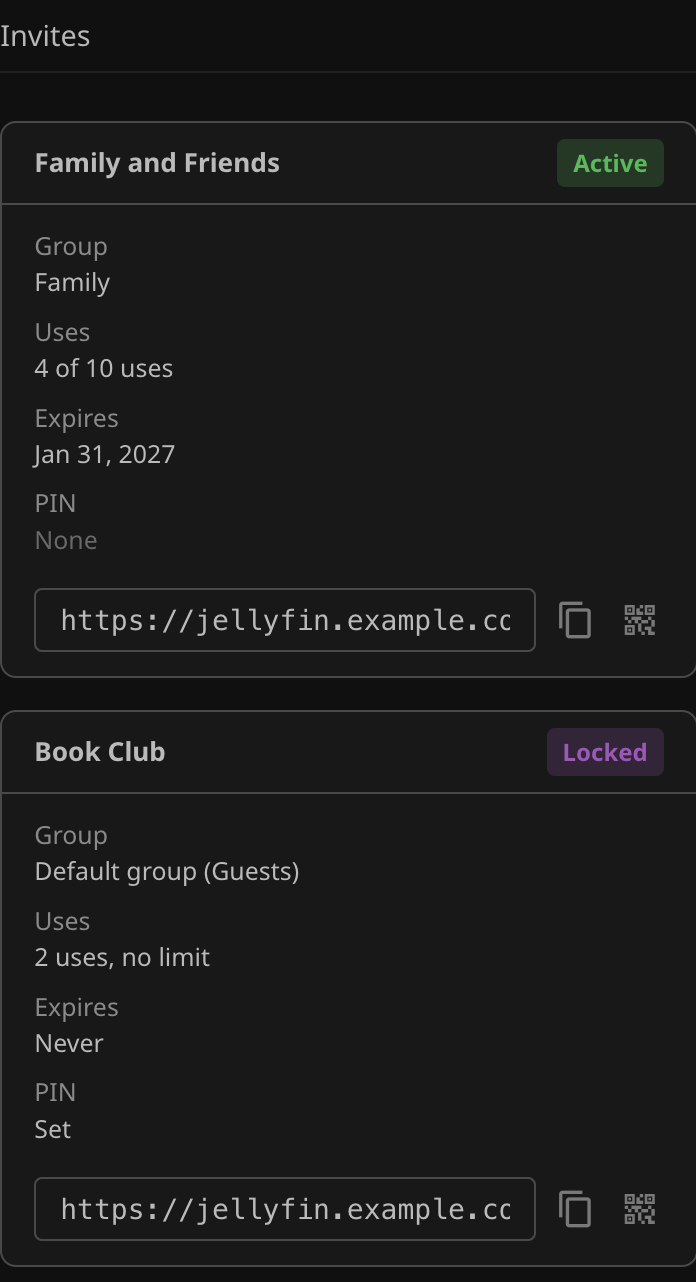 Invites
Family and Friends
Active
Group
Family
Uses
4 of 10 uses
Expires
Jan 31, 2027
PIN
None
https://jellyfin.example.co
Book Club
Locked
Group
Default group (Guests)
Uses
2 uses, no limit
Expires
Never
PIN
Set
https://jellyfin.example.co